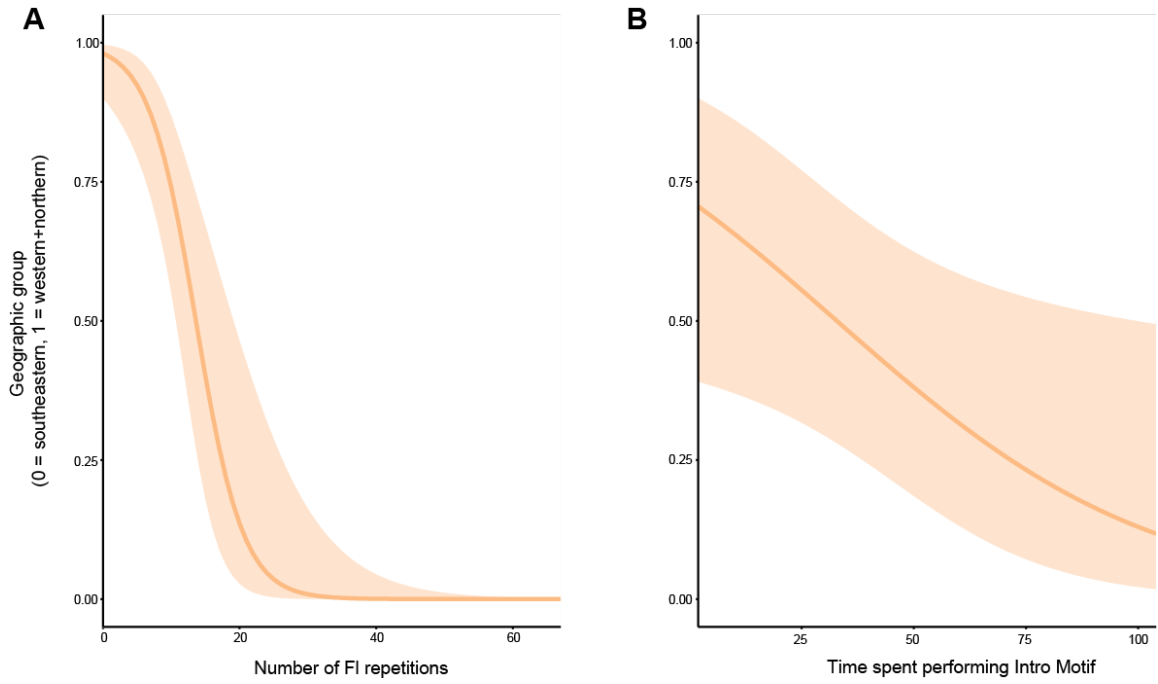 A
B
Geographic group
(0 = southeastern, 1 = western+northern)
1.00
0.75
0.50
0.25
0.00
0 20 40 60
Number of FI repetitions
1.00
0.75
0.50
0.25
0.00
25 50 75 100
Time spent performing Intro Motif